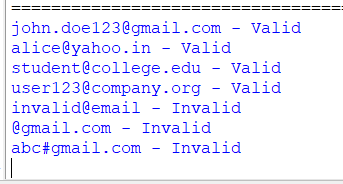 ==================================
john.doe123@gmail.com - Valid
alice@yahoo.in - Valid
student@college.edu - Valid
user123@company.org - Valid
invalid@email - Invalid
@gmail.com - Invalid
abc#gmail.com - Invalid